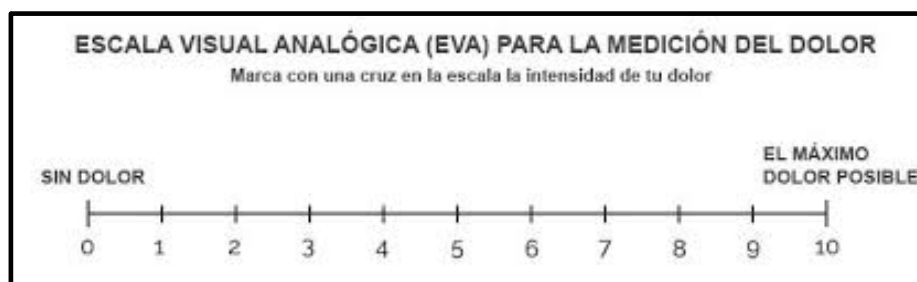 ESCALA VISUAL ANALÓGICA (EVA) PARA LA MEDICIÓN DEL DOLOR
Marca con una cruz en la escala la intensidad de tu dolor
SIN DOLOR
EL MÁXIMO
DOLOR POSIBLE
0 1 2 3 4 5 6 7 8 9 10